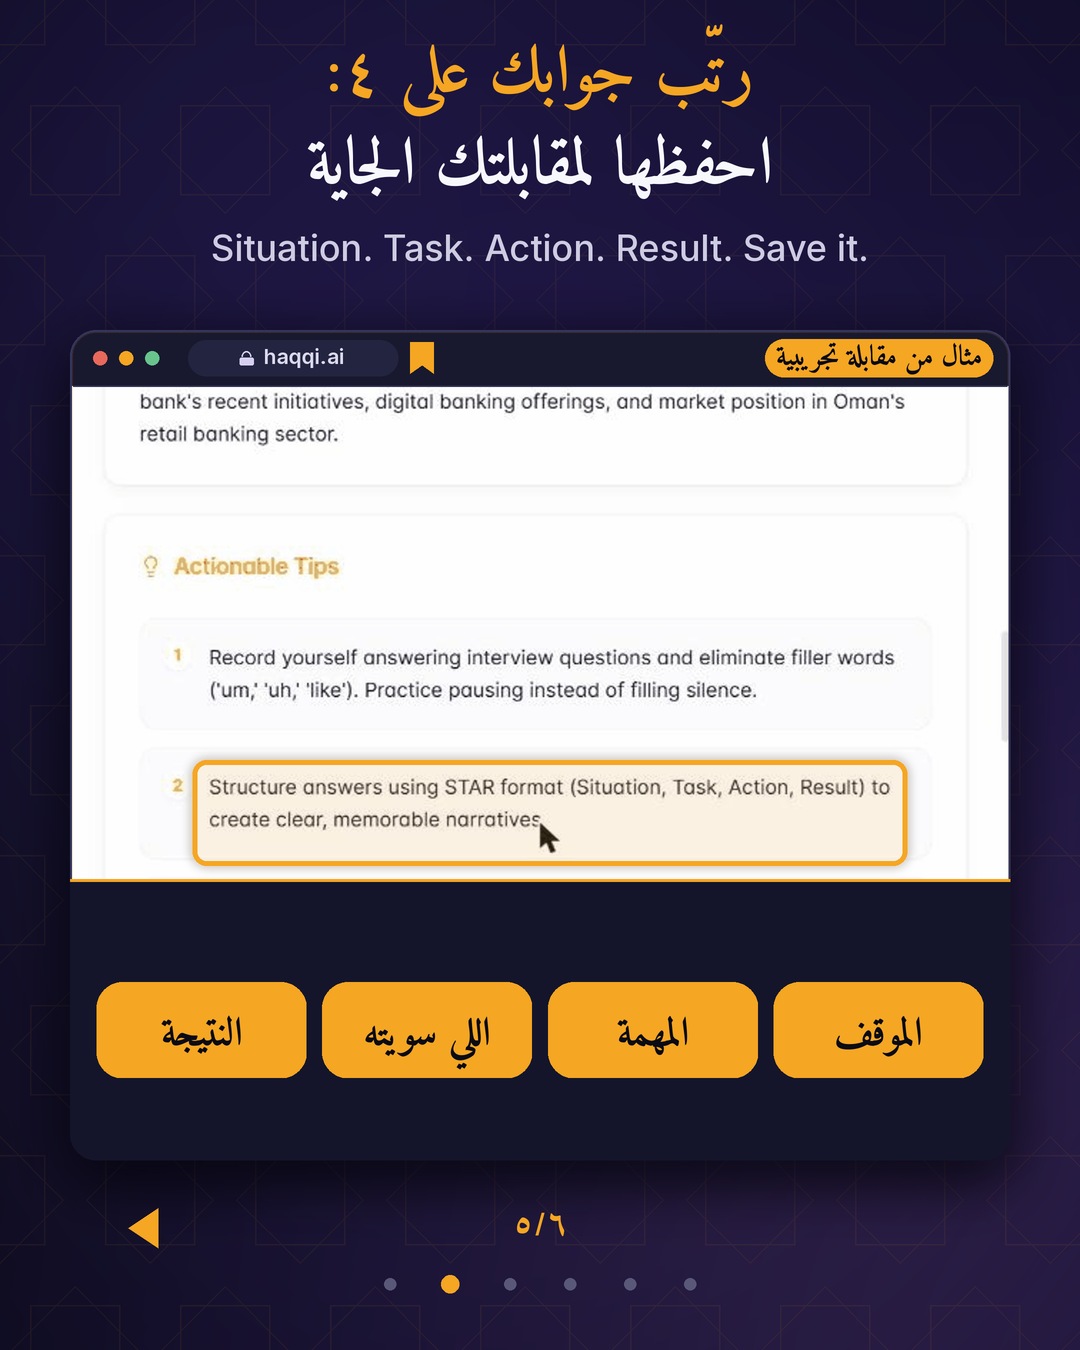 رتّب جوابك على ٤:
احفظها لمقابلتك الجاية
Situation. Task. Action. Result. Save it.
haqqi.ai
مثال من مقابلة تجريبية
bank's recent initiatives, digital banking offerings, and market position in Oman's
retail banking sector.
Actionable Tips
1
Record yourself answering interview questions and eliminate filler words
('um,' 'uh,' 'like'). Practice pausing instead of filling silence.
2
Structure answers using STAR format (Situation, Task, Action, Result) to
create clear, memorable narratives
الموقف
المهمة
اللي سويته
النتيجة
٥/٦